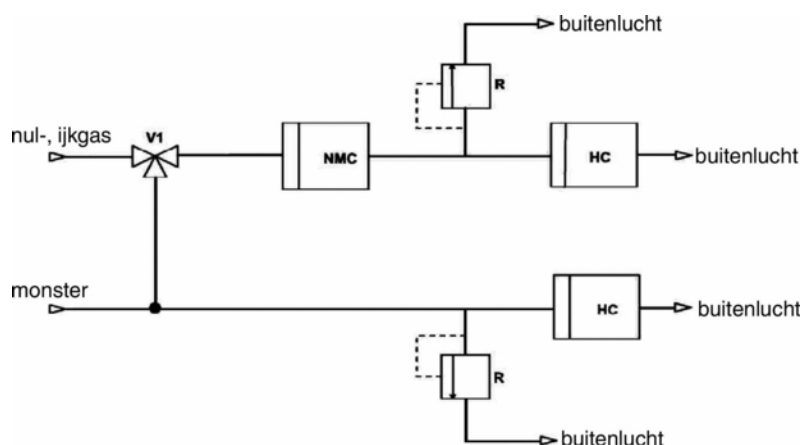 buitenlucht
R
nul-, ijkgas
V1
NMC
HC
buitenlucht
monster
HC
buitenlucht
R
buitenlucht